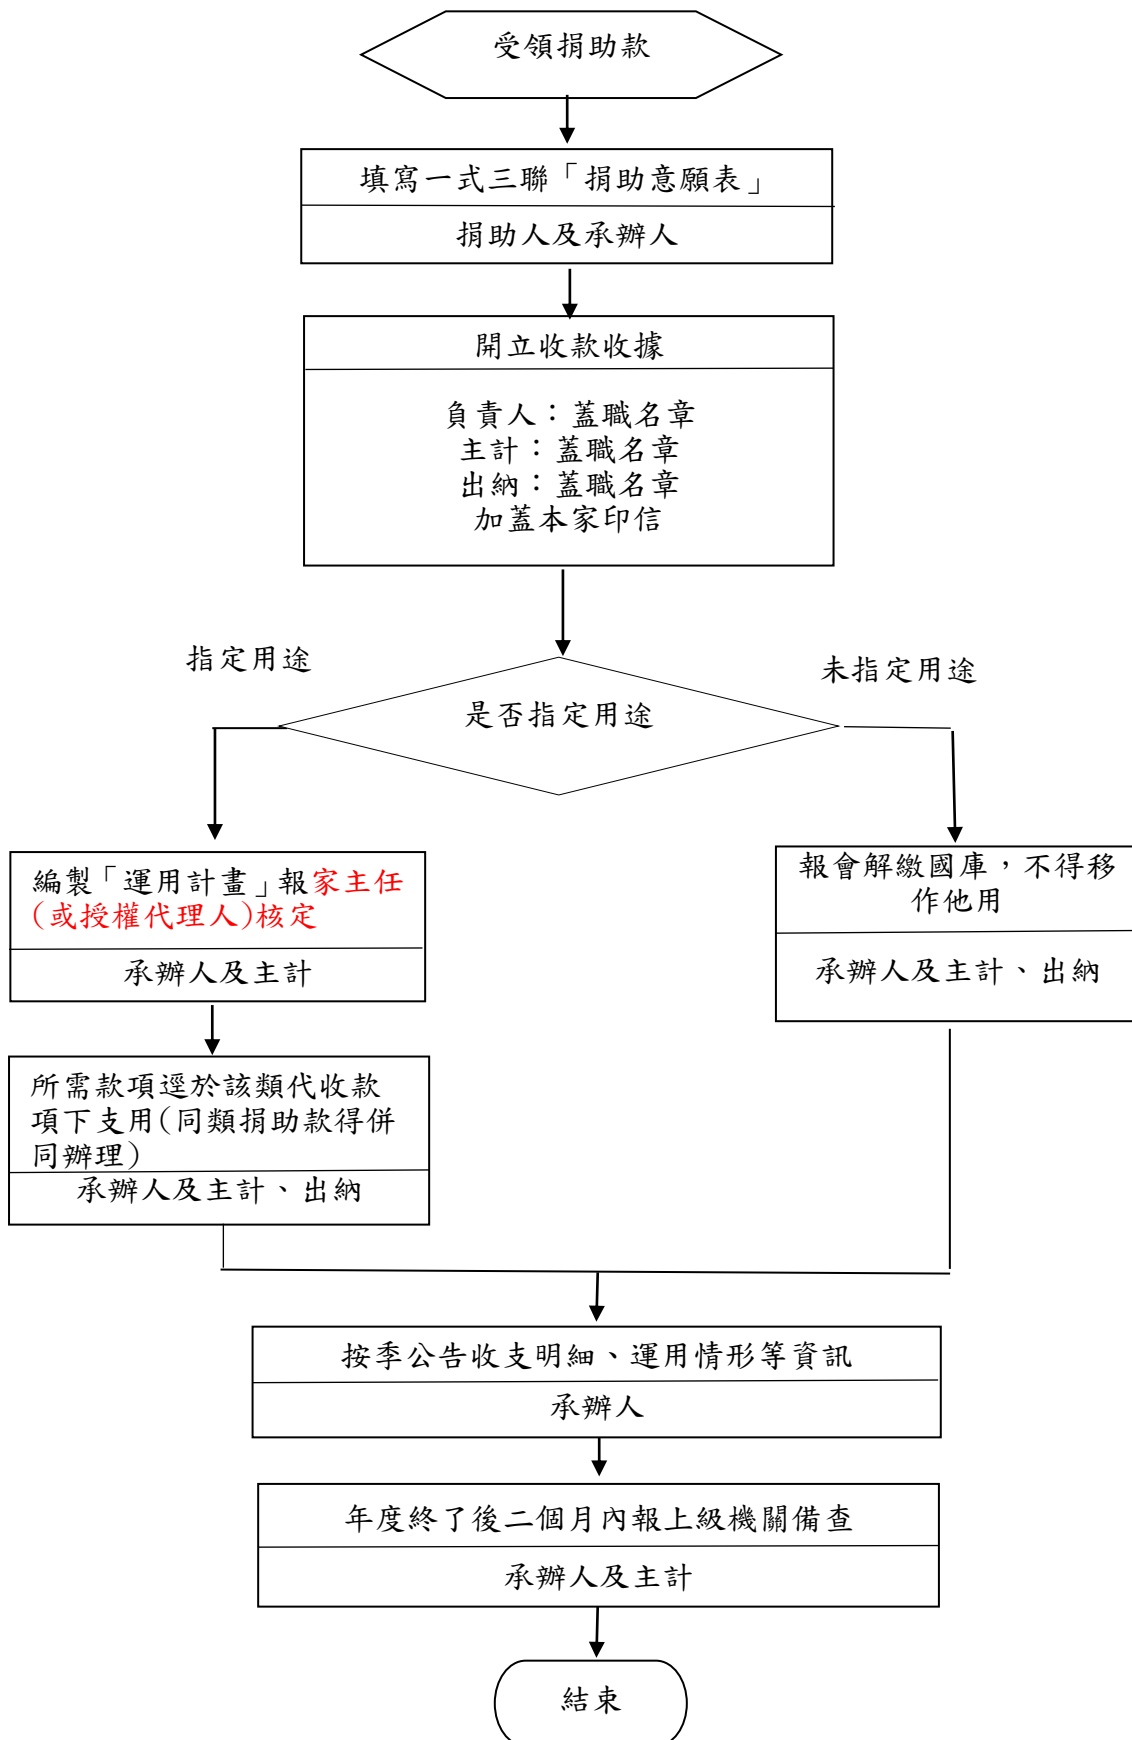 受領捐助款
填寫一式三聯「捐助意願表」
捐助人及承辦人
開立收款收據
負責人：蓋職名章
主計：蓋職名章
出納：蓋職名章
加蓋本家印信
指定用途
未指定用途
是否指定用途
編製「運用計畫」報家主任
(或授權代理人)核定
承辦人及主計
報會解繳國庫，不得移
作他用
承辦人及主計、出納
所需款項逕於該類代收款
項下支用(同類捐助款得併
同辦理)
承辦人及主計、出納
按季公告收支明細、運用情形等資訊
承辦人
年度終了後二個月內報上級機關備查
承辦人及主計
結束